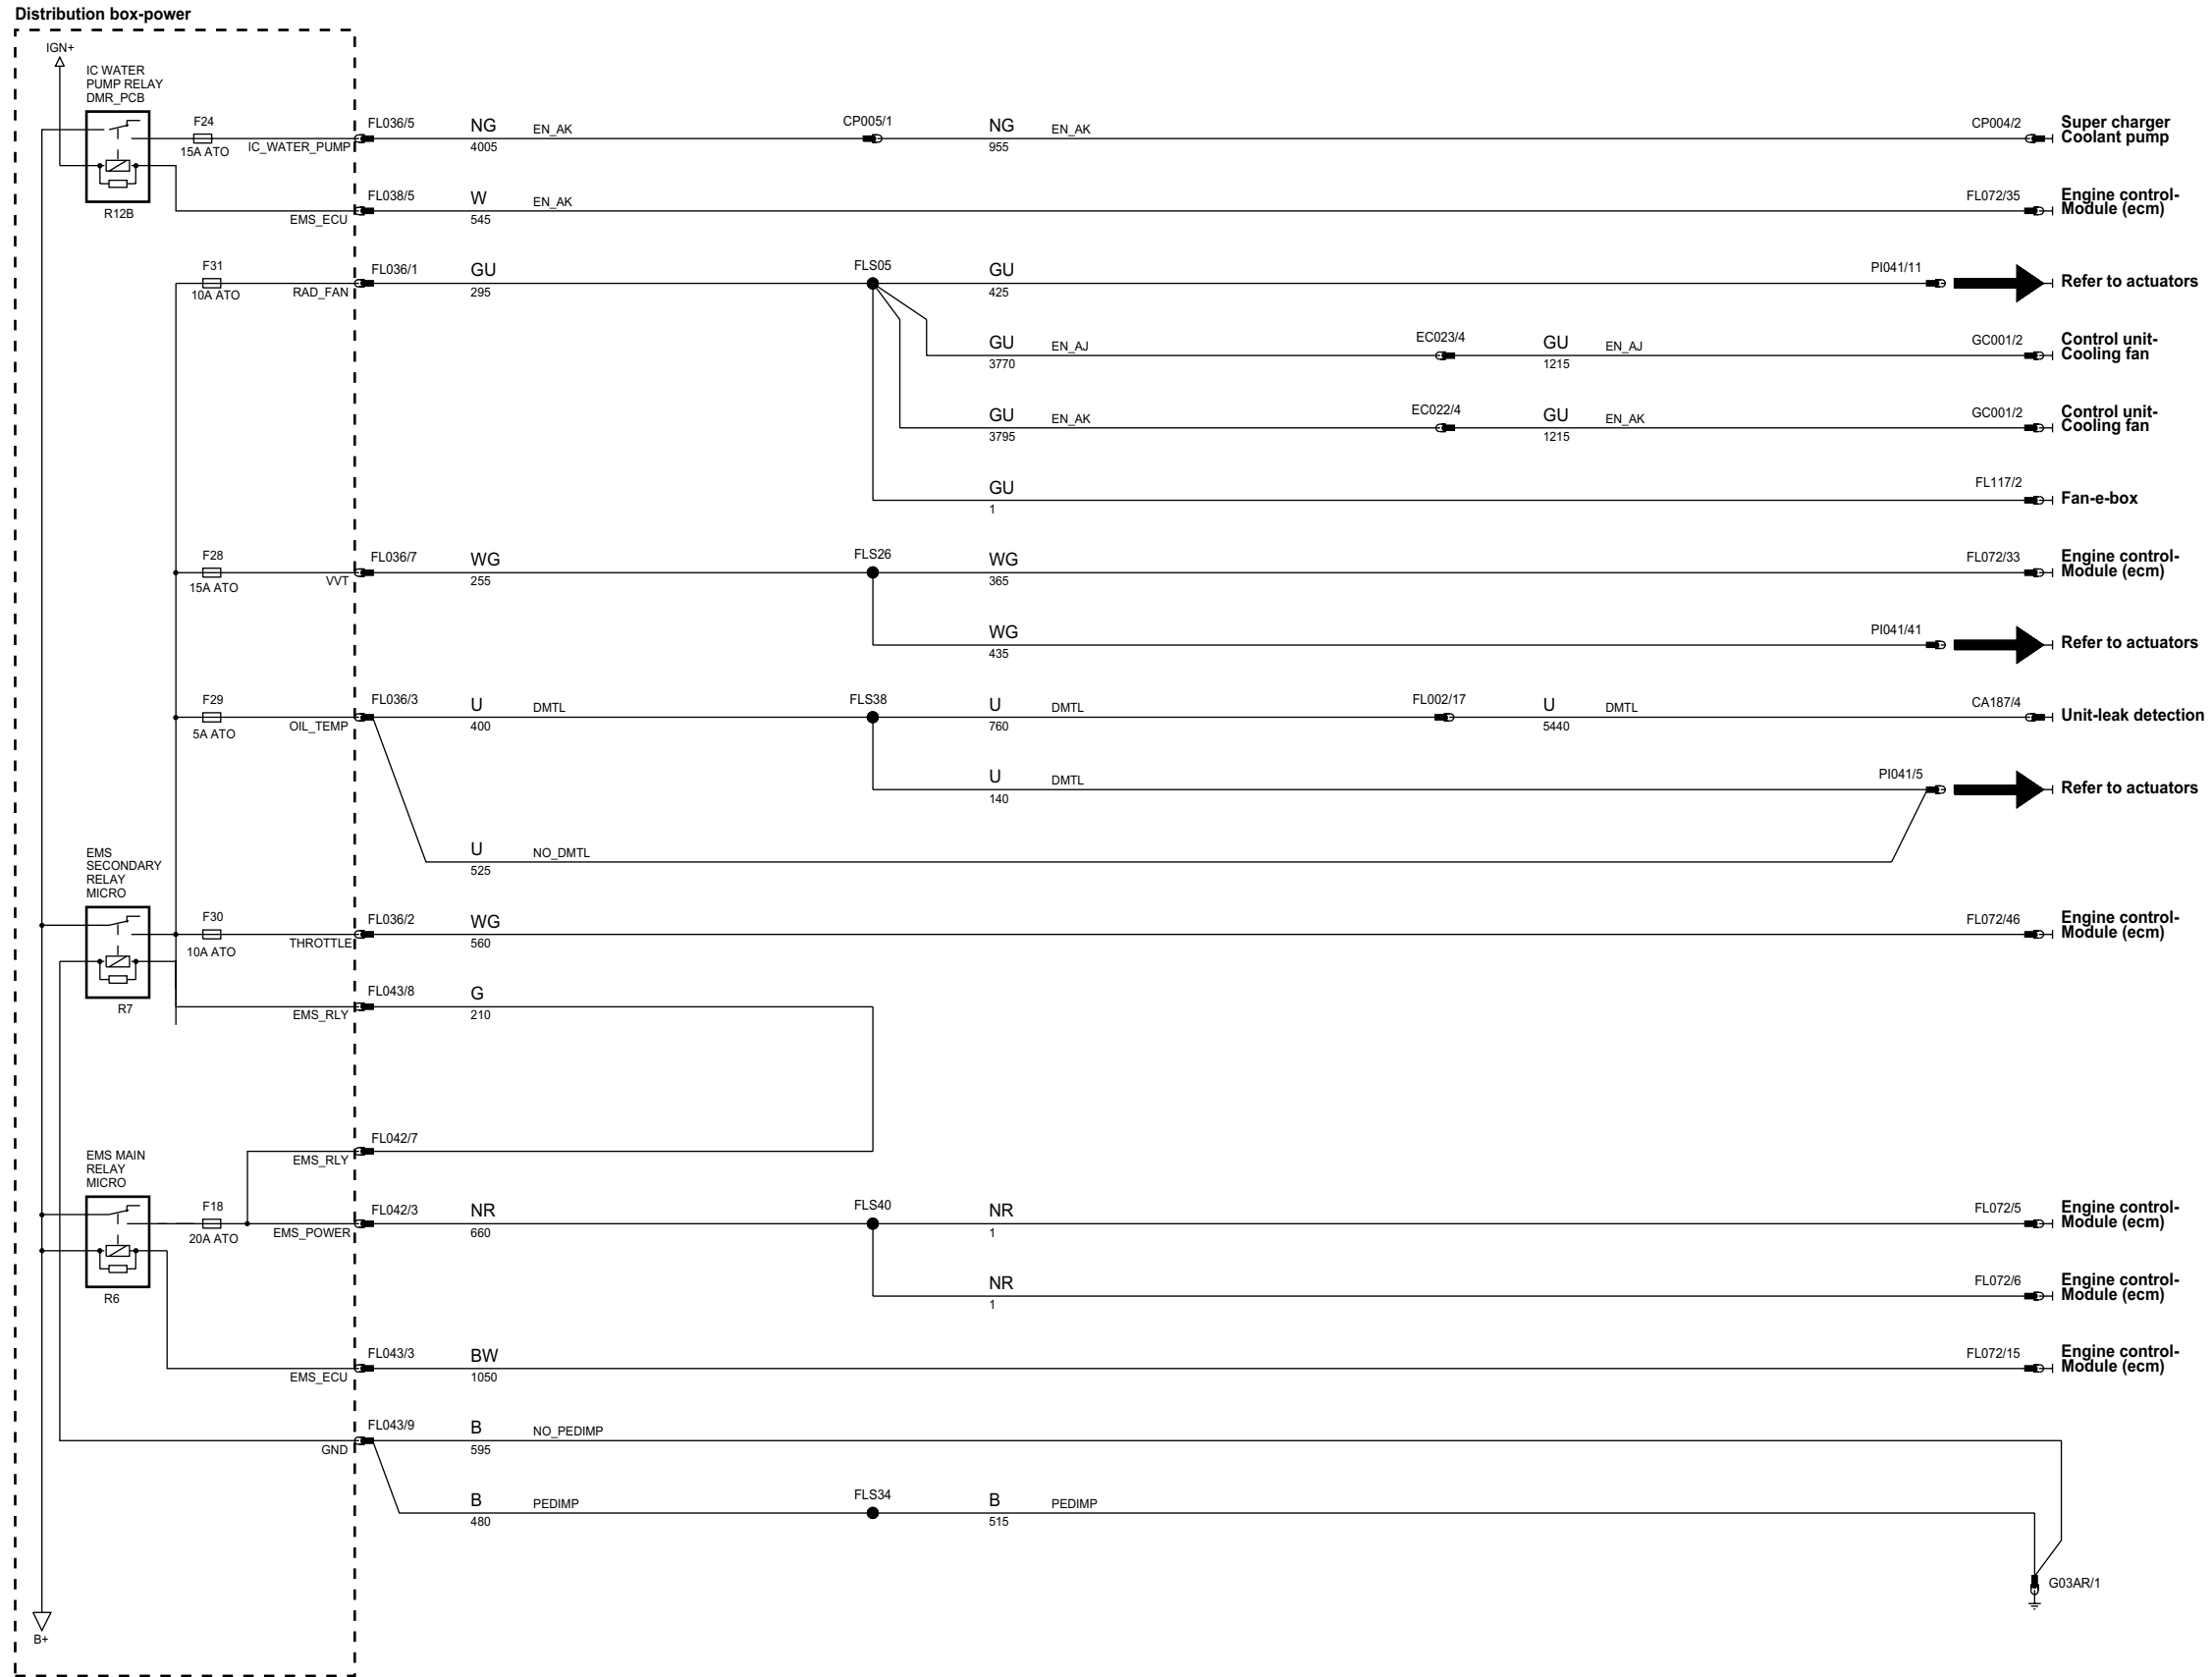 Distribution box-power
IGN+
IC WATER
PUMP RELAY
DMR_PCB
R12B
F24
15A ATO
IC_WATER_PUMP
FL036/5
NG
4005
EN_AK
CP005/1
NG
955
EN_AK
CP004/2
Super charger
Coolant pump
EMS_ECU
FL038/5
W
545
EN_AK
FL072/35
Engine control-
Module (ecm)
F31
10A ATO
RAD_FAN
FL036/1
GU
295
FLS05
GU
425
PI041/11
Refer to actuators
GU
3770
EN_AJ
EC023/4
GU
1215
EN_AJ
GC001/2
Control unit-
Cooling fan
GU
3795
EN_AK
EC022/4
GU
1215
EN_AK
GC001/2
Control unit-
Cooling fan
GU
1
FL117/2
Fan-e-box
F28
15A ATO
VVT
FL036/7
WG
255
FLS26
WG
365
FL072/33
Engine control-
Module (ecm)
WG
435
PI041/41
Refer to actuators
F29
5A ATO
OIL_TEMP
FL036/3
U
400
DMTL
FLS38
U
760
DMTL
FL002/17
U
5440
DMTL
CA187/4
Unit-leak detection
U
140
DMTL
PI041/5
Refer to actuators
U
525
NO_DMTL
EMS
SECONDARY
RELAY
MICRO
R7
F30
10A ATO
THROTTLE
FL036/2
WG
560
FL072/46
Engine control-
Module (ecm)
EMS_RLY
FL043/8
G
210
EMS_RLY
FL042/7
EMS MAIN
RELAY
MICRO
R6
F18
20A ATO
EMS_POWER
FL042/3
NR
660
FLS40
NR
1
FL072/5
Engine control-
Module (ecm)
NR
1
FL072/6
Engine control-
Module (ecm)
EMS_ECU
FL043/3
BW
1050
FL072/15
Engine control-
Module (ecm)
GND
FL043/9
B
595
NO_PEDIMP
B
480
PEDIMP
FLS34
B
515
PEDIMP
G03AR/1
B+